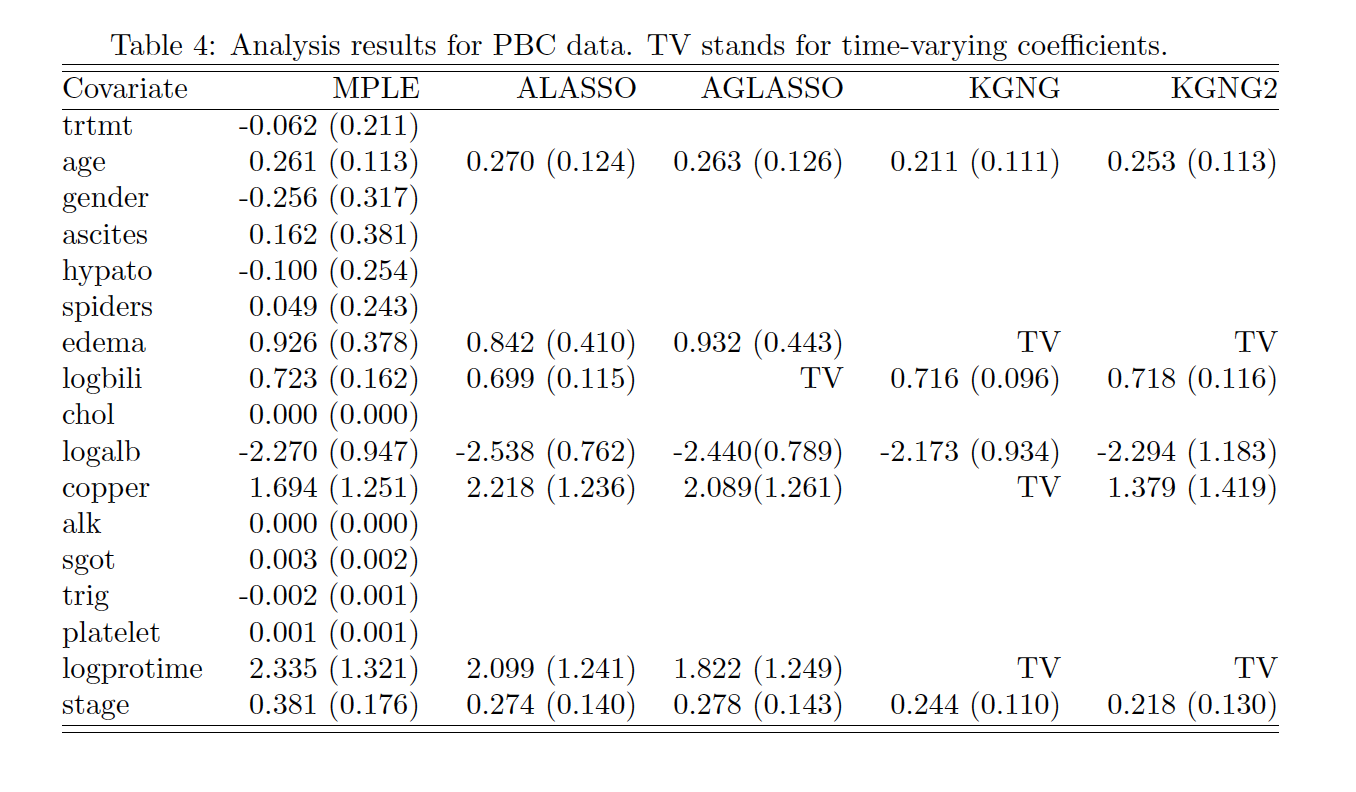 Table 4: Analysis results for PBC data. TV stands for time-varying coefficients.
Covariate MPLE ALASSO AGLASSO KGNG KGNG2
trtmt -0.062 (0.211)
age 0.261 (0.113) 0.270 (0.124) 0.263 (0.126) 0.211 (0.111) 0.253 (0.113)
gender -0.256 (0.317)
ascites 0.162 (0.381)
hypato -0.100 (0.254)
spiders 0.049 (0.243)
edema 0.926 (0.378) 0.842 (0.410) 0.932 (0.443) TV TV
logbili 0.723 (0.162) 0.699 (0.115) TV 0.716 (0.096) 0.718 (0.116)
chol 0.000 (0.000)
logalb -2.270 (0.947) -2.538 (0.762) -2.440(0.789) -2.173 (0.934) -2.294 (1.183)
copper 1.694 (1.251) 2.218 (1.236) 2.089(1.261) TV 1.379 (1.419)
alk 0.000 (0.000)
sgot 0.003 (0.002)
trig -0.002 (0.001)
platelet 0.001 (0.001)
logprotime 2.335 (1.321) 2.099 (1.241) 1.822 (1.249) TV TV
stage 0.381 (0.176) 0.274 (0.140) 0.278 (0.143) 0.244 (0.110) 0.218 (0.130)